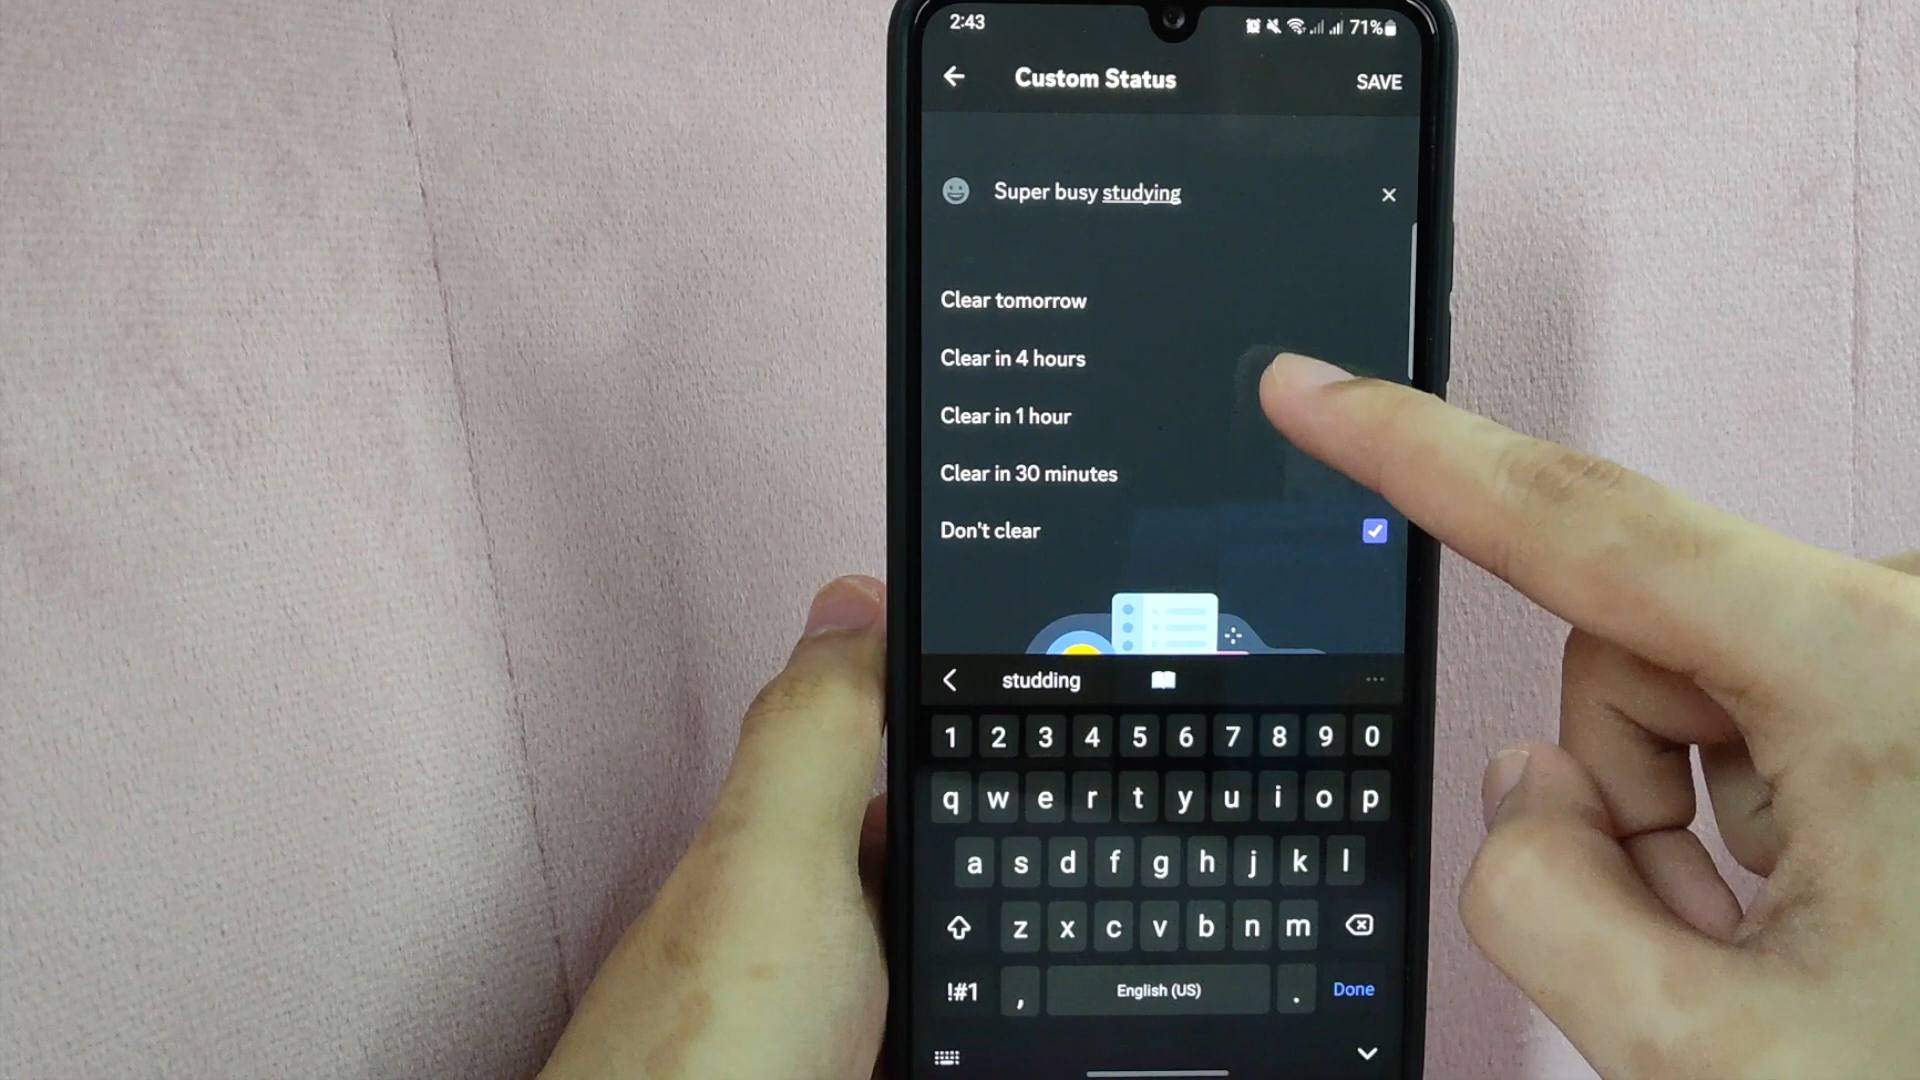 2:43 71%
Custom Status SAVE
Super busy studying
Clear tomorrow
Clear in 4 hours
Clear in 1 hour
Clear in 30 minutes
Don't clear
studding
1 2 3 4 5 6 7 8 9 0
q w e r t y u i o p
a s d f g h j k l
z x c v b n m
!#1 , English (US) . Done